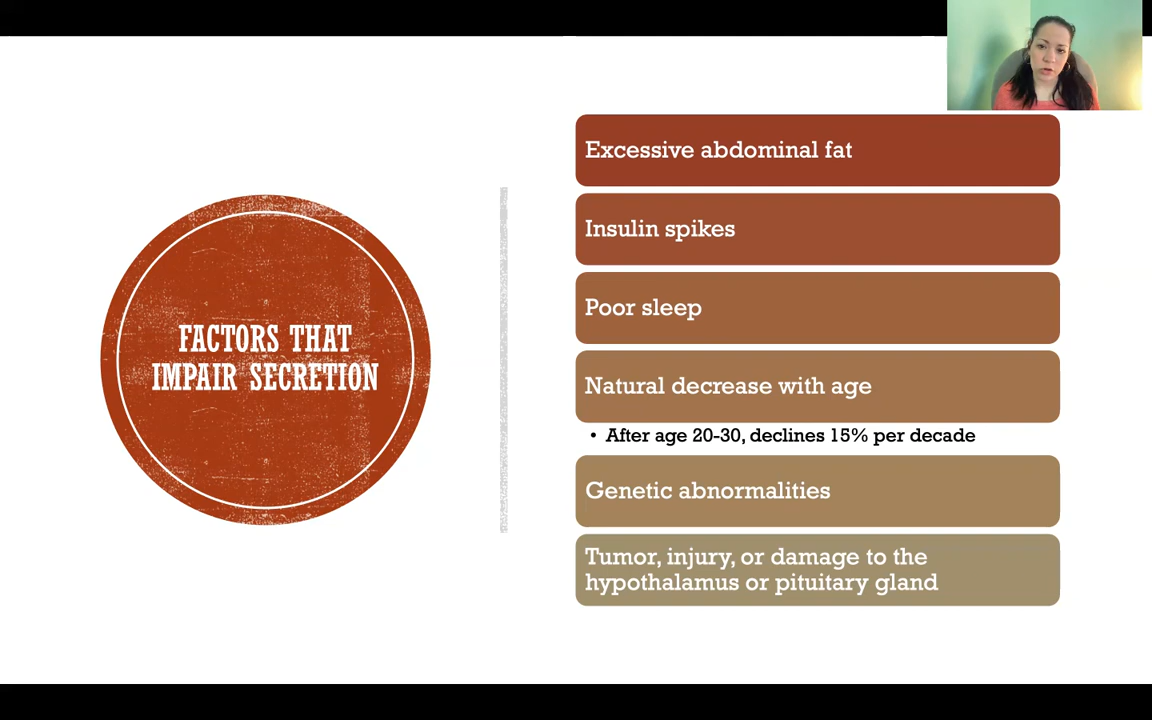 FACTORS THAT
IMPAIR SECRETION
Excessive abdominal fat
Insulin spikes
Poor sleep
Natural decrease with age
• After age 20-30, declines 15% per decade
Genetic abnormalities
Tumor, injury, or damage to the
hypothalamus or pituitary gland